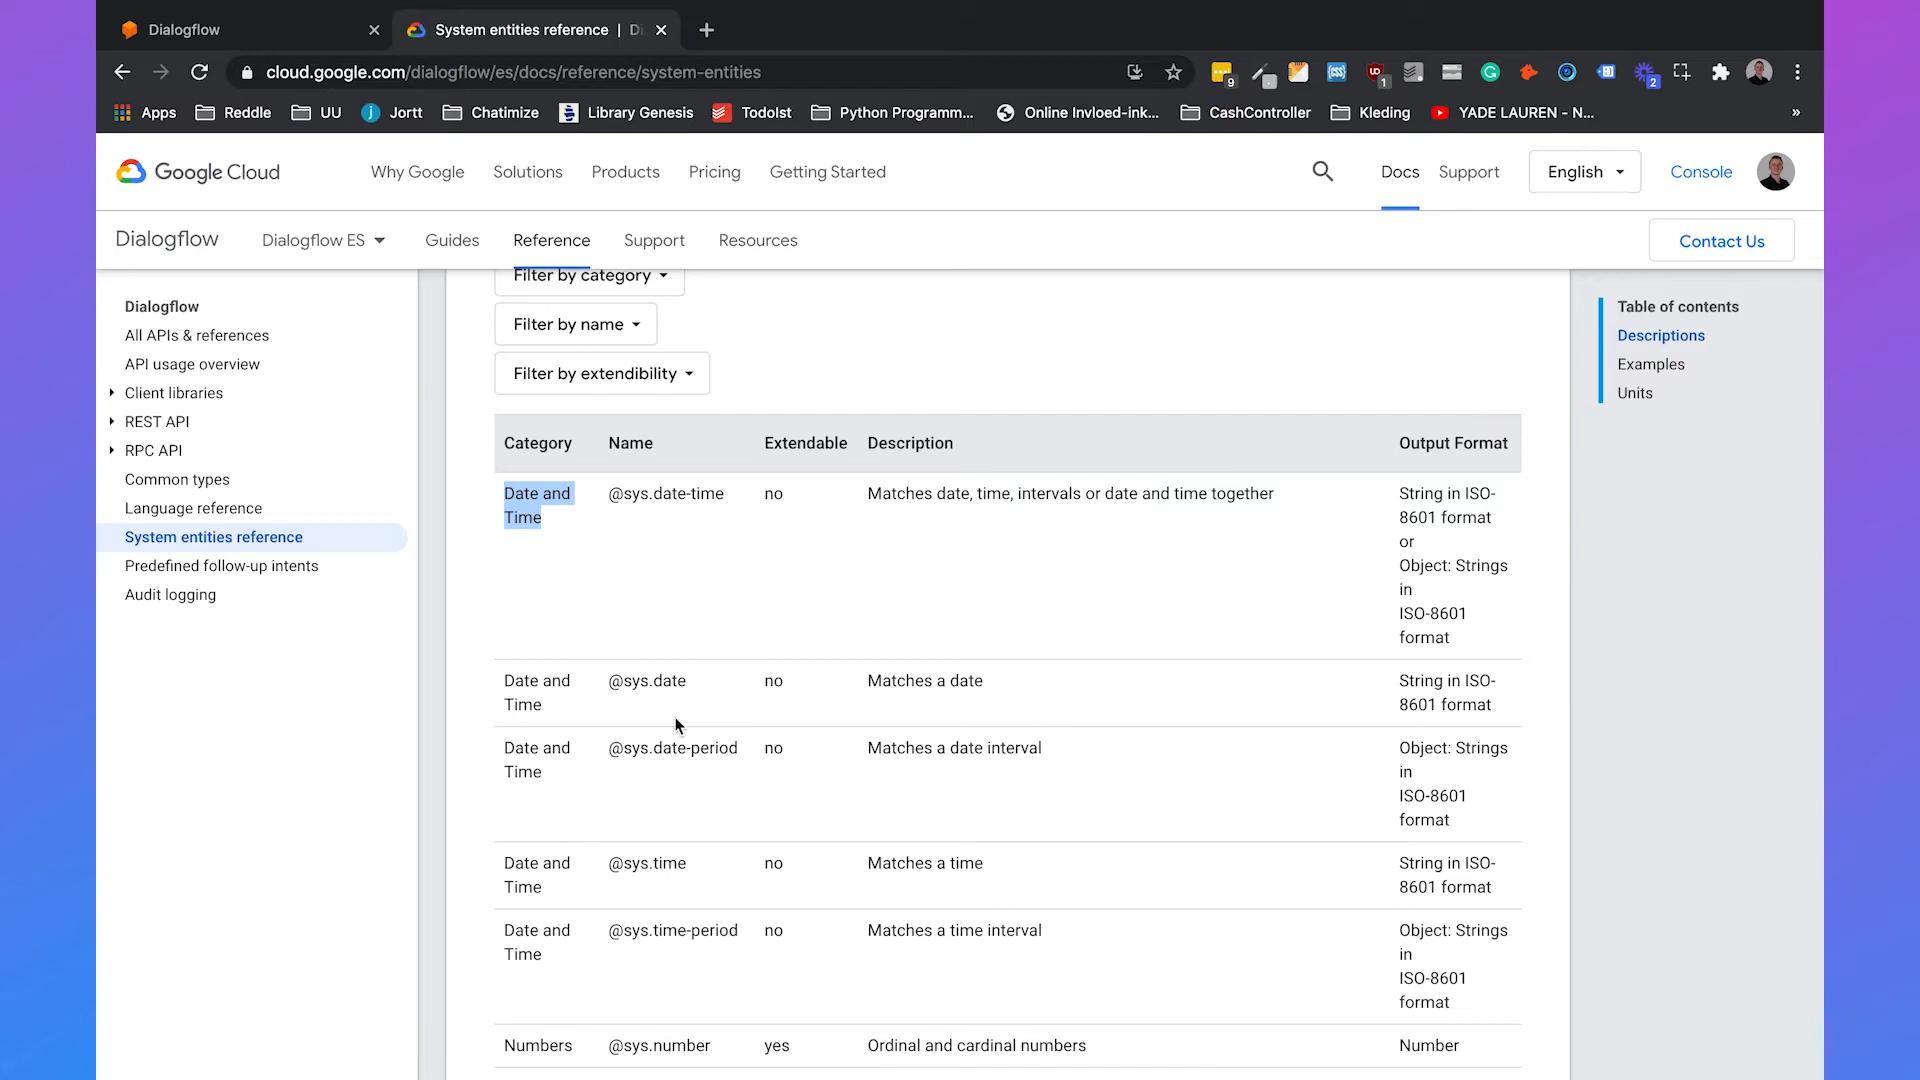 Dialogflow
System entities reference | Di
cloud.google.com/dialogflow/es/docs/reference/system-entities
9
1
2
Apps Reddle UU Jortt Chatimize Library Genesis TodoIst Python Programm... Online Invloed-ink... CashController Kleding YADE LAUREN - N... »
Google Cloud Why Google Solutions Products Pricing Getting Started Docs Support English Console
Dialogflow Dialogflow ES Guides Reference Support Resources Contact Us
Dialogflow
All APIs & references
API usage overview
Client libraries
REST API
RPC API
Common types
Language reference
System entities reference
Predefined follow-up intents
Audit logging
Filter by category
Filter by name
Filter by extendibility
Category Name Extendable Description Output Format
Date and @sys.date-time no Matches date, time, intervals or date and time together String in ISO-
Time 8601 format
or
Object: Strings
in
ISO-8601
format
Date and @sys.date no Matches a date String in ISO-
Time 8601 format
Date and @sys.date-period no Matches a date interval Object: Strings
Time in
ISO-8601
format
Date and @sys.time no Matches a time String in ISO-
Time 8601 format
Date and @sys.time-period no Matches a time interval Object: Strings
Time in
ISO-8601
format
Numbers @sys.number yes Ordinal and cardinal numbers Number
Table of contents
Descriptions
Examples
Units